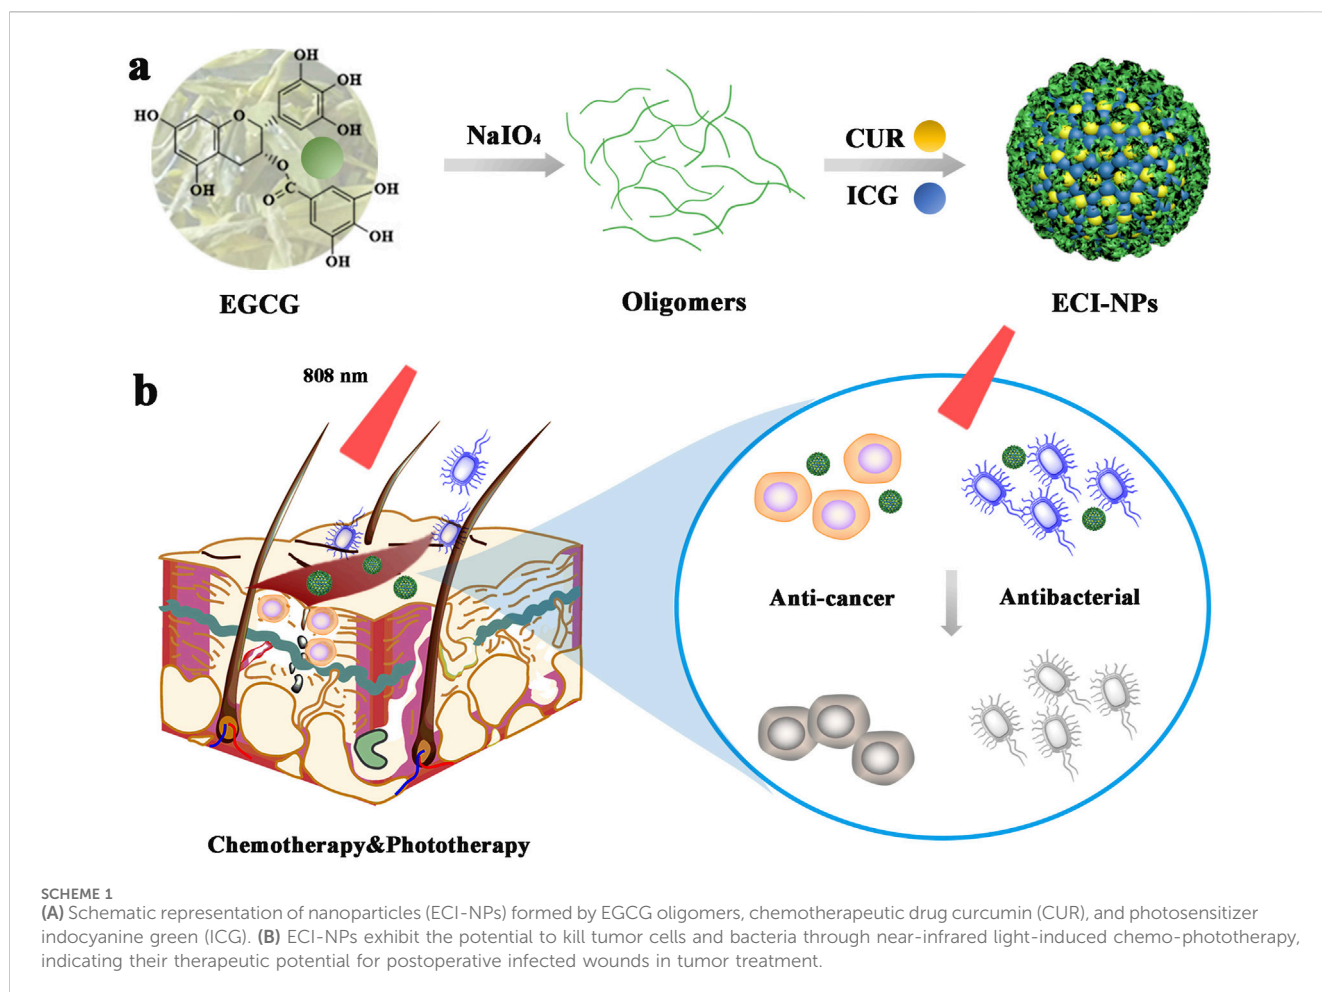 a
OH
OH
HO
O
OH
OH
O
C
O
OH
OH
OH
NaIO₄
CUR
ICG
EGCG
Oligomers
ECI-NPs
b
808 nm
Anti-cancer
Antibacterial
Chemotherapy&Phototherapy
SCHEME 1
(A) Schematic representation of nanoparticles (ECI-NPs) formed by EGCG oligomers, chemotherapeutic drug curcumin (CUR), and photosensitizer
indocyanine green (ICG). (B) ECI-NPs exhibit the potential to kill tumor cells and bacteria through near-infrared light-induced chemo-phototherapy,
indicating their therapeutic potential for postoperative infected wounds in tumor treatment.